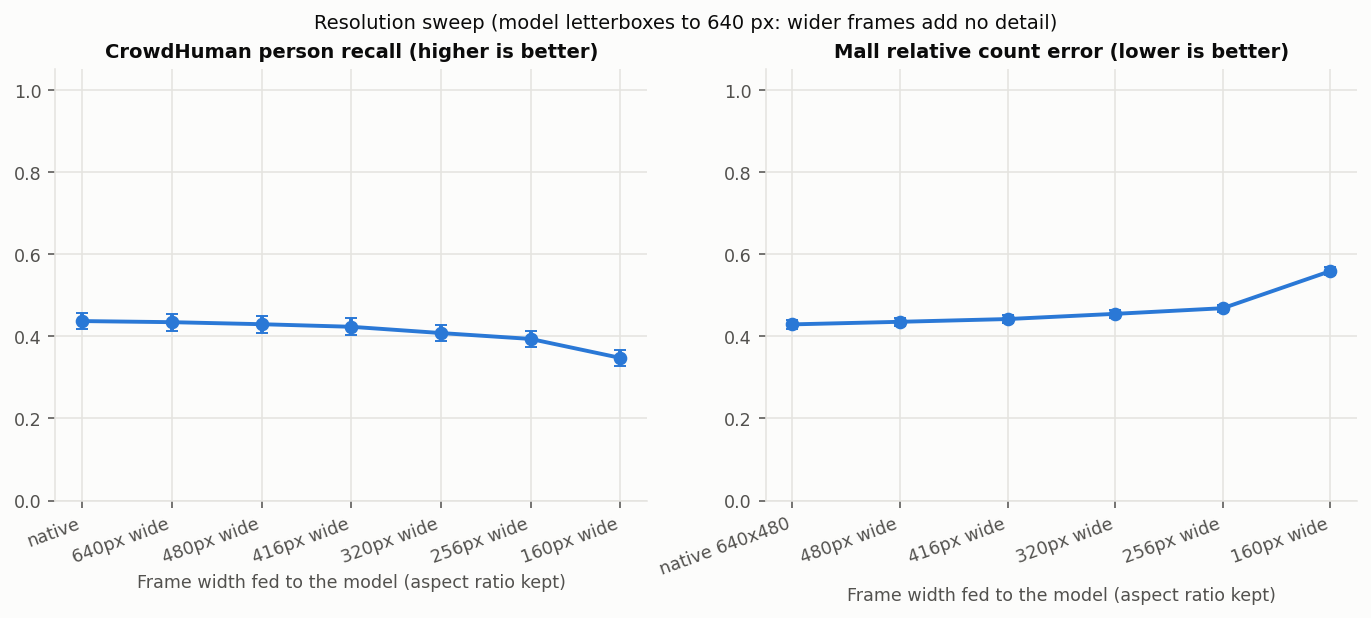 Resolution sweep (model letterboxes to 640 px: wider frames add no detail)
CrowdHuman person recall (higher is better)
1.0
0.8
0.6
0.4
0.2
0.0
native
640px wide
480px wide
416px wide
320px wide
256px wide
160px wide
Frame width fed to the model (aspect ratio kept)
Mall relative count error (lower is better)
1.0
0.8
0.6
0.4
0.2
0.0
native 640x480
480px wide
416px wide
320px wide
256px wide
160px wide
Frame width fed to the model (aspect ratio kept)